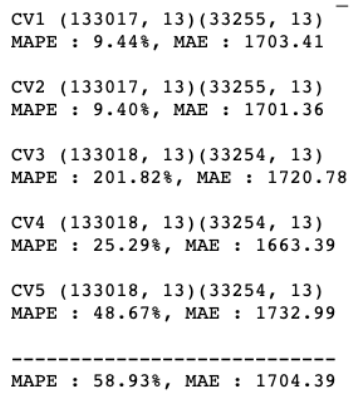 CV1 (133017, 13)(33255, 13)
MAPE : 9.44%, MAE : 1703.41
CV2 (133017, 13)(33255, 13)
MAPE : 9.40%, MAE : 1701.36
CV3 (133018, 13)(33254, 13)
MAPE : 201.82%, MAE : 1720.78
CV4 (133018, 13)(33254, 13)
MAPE : 25.29%, MAE : 1663.39
CV5 (133018, 13)(33254, 13)
MAPE : 48.67%, MAE : 1732.99
----------------------------
MAPE : 58.93%, MAE : 1704.39